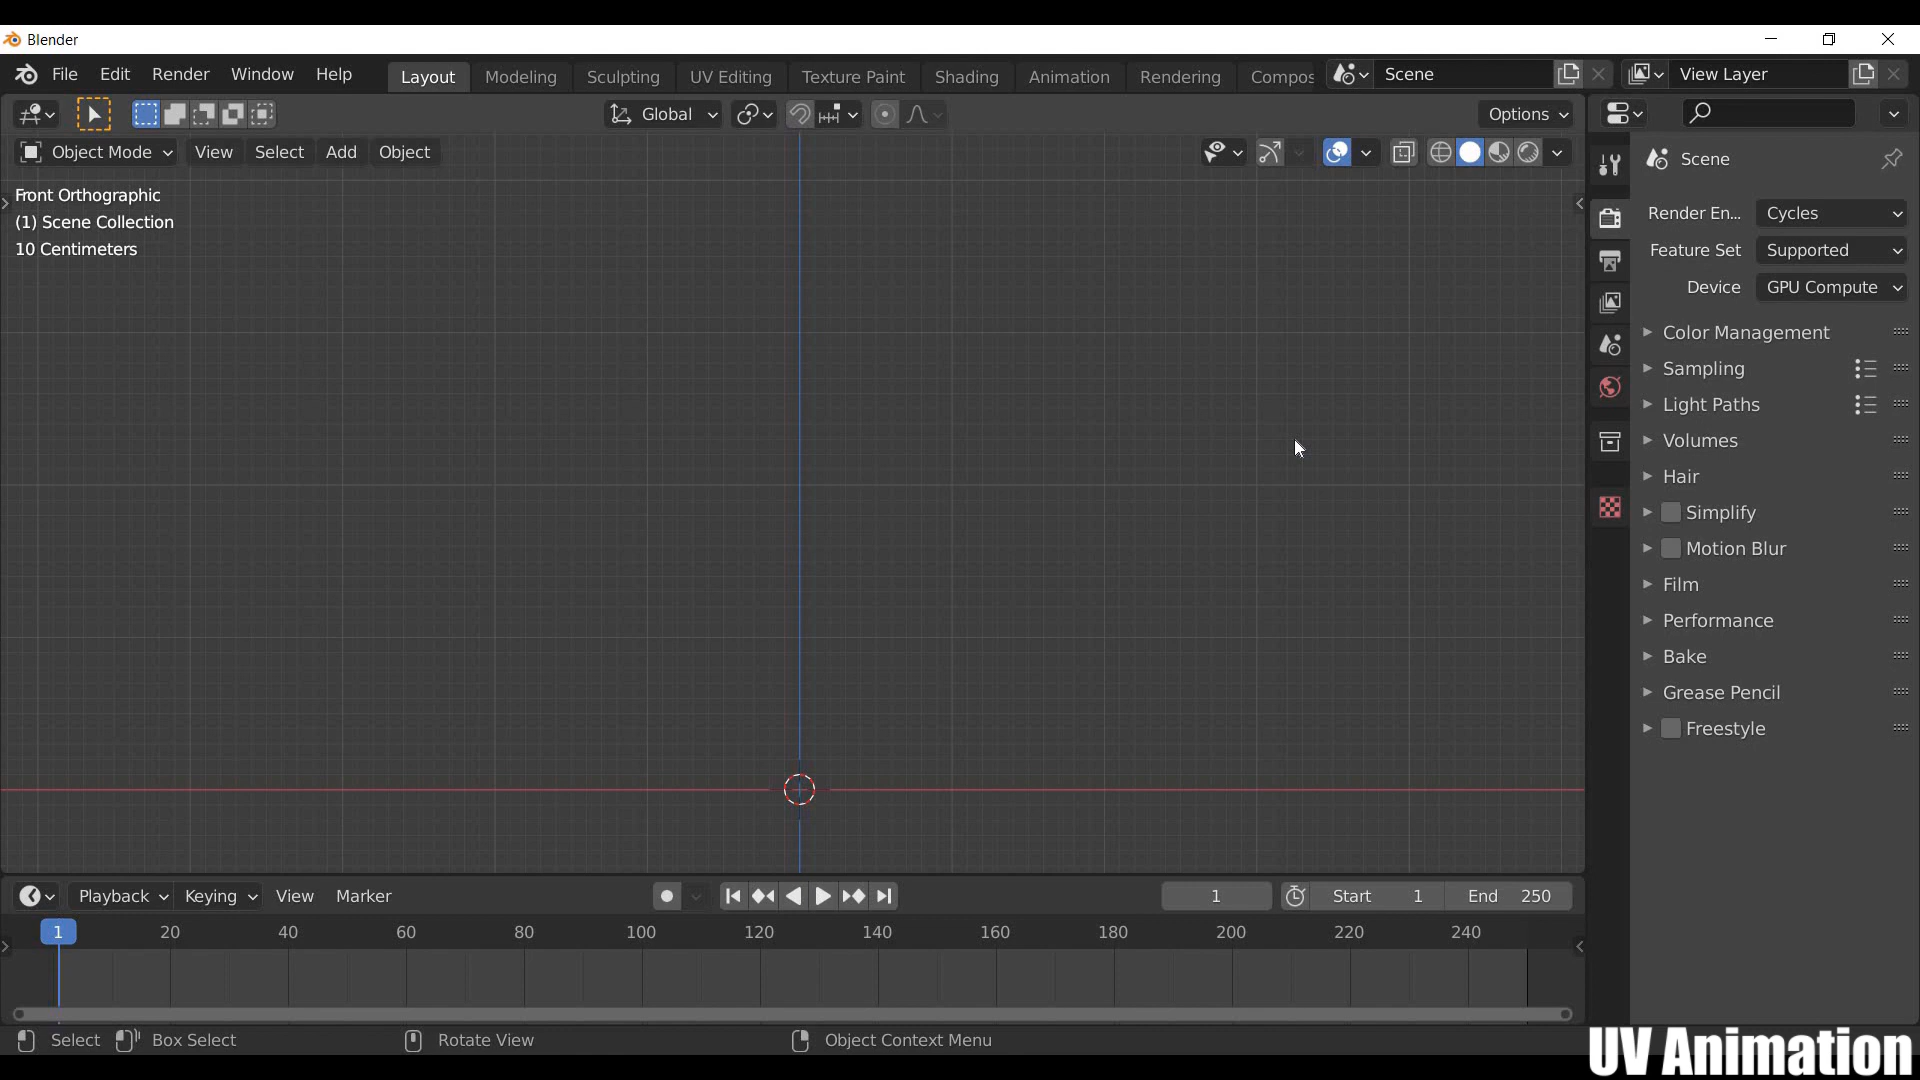 Blender
File Edit Render Window Help Layout Modeling Sculpting UV Editing Texture Paint Shading Animation Rendering Compos Scene View Layer
Global Options
Object Mode View Select Add Object
Front Orthographic
(1) Scene Collection
10 Centimeters
Scene
Render En... Cycles
Feature Set Supported
Device GPU Compute
Color Management
Sampling
Light Paths
Volumes
Hair
Simplify
Motion Blur
Film
Performance
Bake
Grease Pencil
Freestyle
Playback Keying View Marker 1 Start 1 End 250
1 20 40 60 80 100 120 140 160 180 200 220 240
Select Box Select Rotate View Object Context Menu
UV Animation